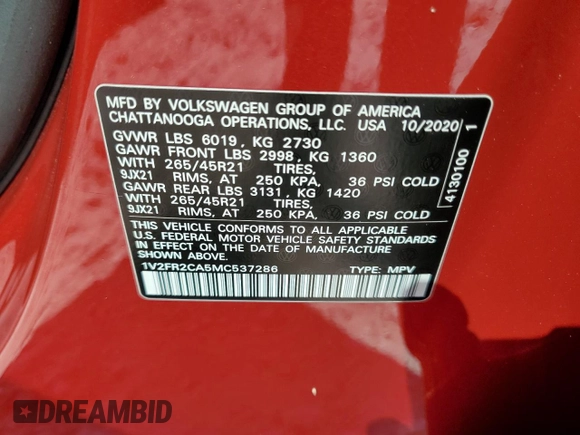 MFD BY VOLKSWAGEN GROUP OF AMERICA
CHATTANOOGA OPERATIONS, LLC. USA 10/2020
GVWR LBS 6019, KG 2730
GAWR FRONT LBS 2998, KG 1360
WITH 265/45R21 TIRES,
9JX21 RIMS, AT 250 KPA, 36 PSI COLD
GAWR REAR LBS 3131, KG 1420
WITH 265/45R21 TIRES,
9JX21 RIMS, AT 250 KPA, 36 PSI COLD
THIS VEHICLE CONFORMS TO ALL APPLICABLE
U.S. FEDERAL MOTOR VEHICLE SAFETY STANDARDS
IN EFFECT ON THE DATE OF MANUFACTURE
SHOWN ABOVE.
1V2FR2CA5MC537286 TYPE: MPV
4130100 1
DREAMBID